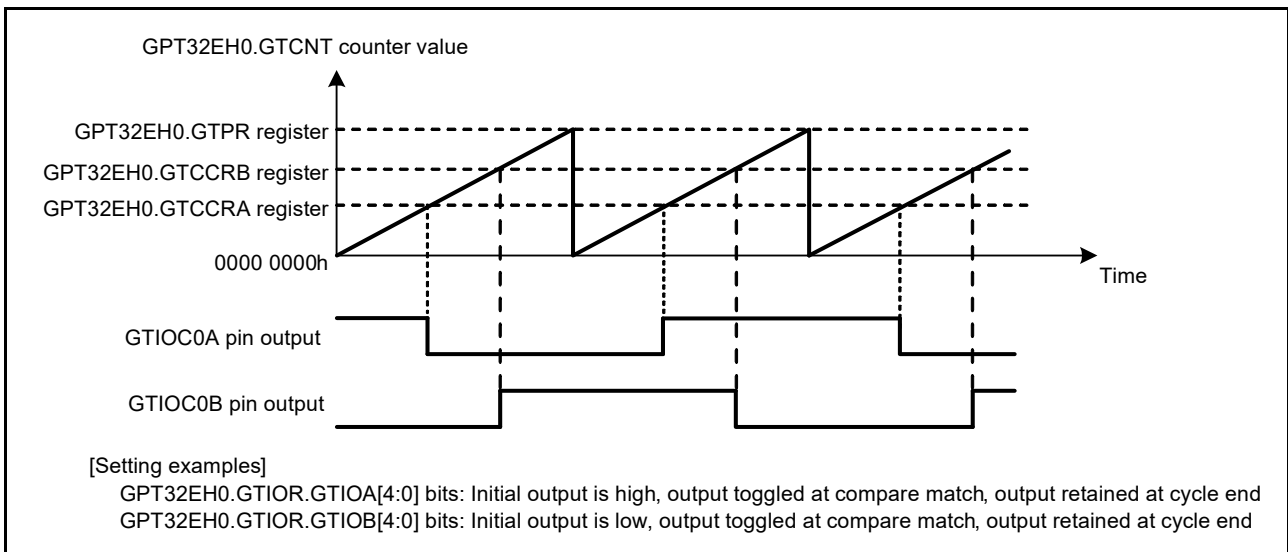 GPT32EH0.GTCNT counter value
GPT32EH0.GTPR register
GPT32EH0.GTCCRB register
GPT32EH0.GTCCRA register
0000 0000h
Time
GTIOC0A pin output
GTIOC0B pin output
[Setting examples]
GPT32EH0.GTIOR.GTIOA[4:0] bits: Initial output is high, output toggled at compare match, output retained at cycle end
GPT32EH0.GTIOR.GTIOB[4:0] bits: Initial output is low, output toggled at compare match, output retained at cycle end